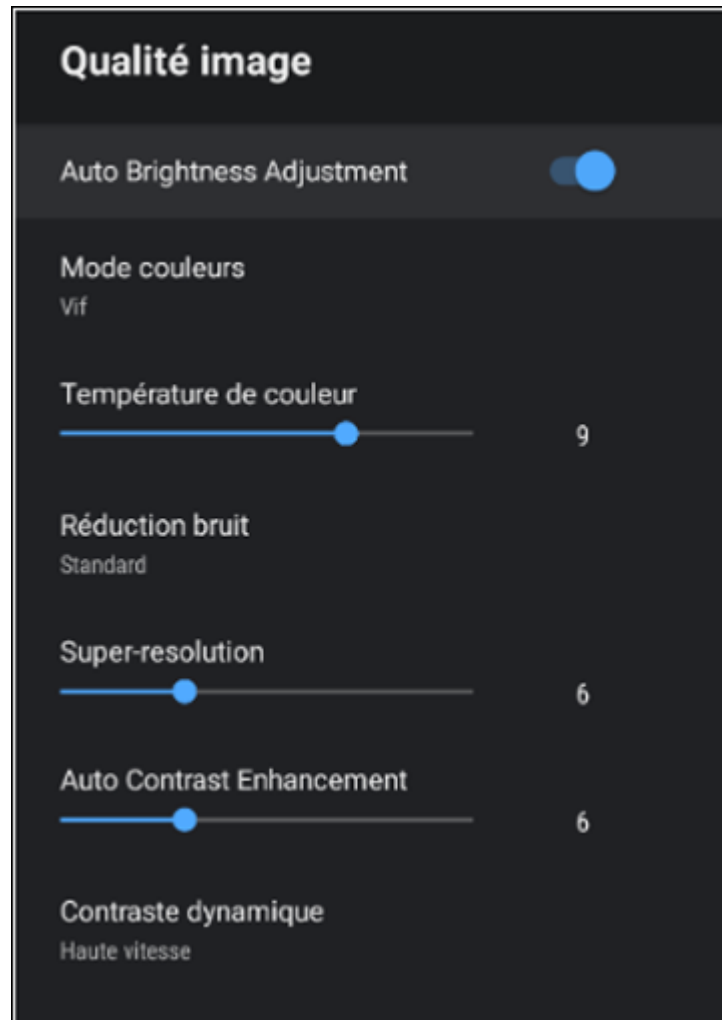 Qualité image
Auto Brightness Adjustment
Mode couleurs
Vif
Température de couleur
9
Réduction bruit
Standard
Super-resolution
6
Auto Contrast Enhancement
6
Contraste dynamique
Haute vitesse